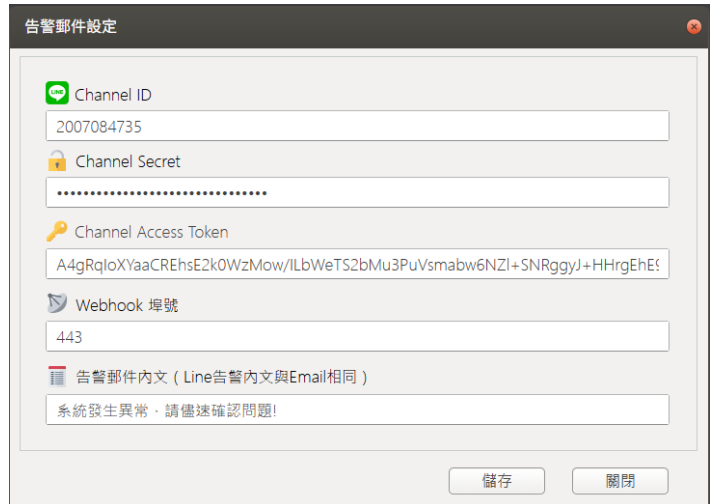 告警郵件設定
LINE
Channel ID
2007084735
Channel Secret
••••••••••••••••••••••••••••••••
Channel Access Token
A4gRqIoXYaaCREhsE2k0WzMow/ILbWeTS2bMu3PuVsmabw6NZl+SNRggyJ+HHrgEhE9
Webhook 埠號
443
告警郵件內文 ( Line告警內文與Email相同 )
系統發生異常，請儘速確認問題!
儲存 關閉